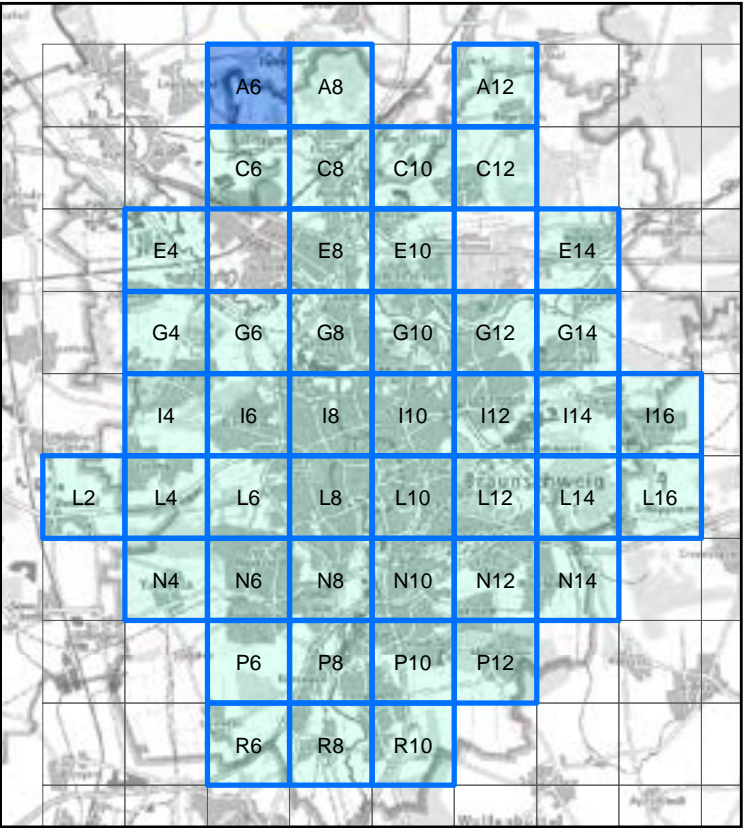 A6 A8 A12
C6 C8 C10 C12
E4 E8 E10 E14
G4 G6 G8 G10 G12 G14
I4 I6 I8 I10 I12 I14 I16
Braunschweig
L2 L4 L6 L8 L10 L12 L14 L16
N4 N6 N8 N10 N12 N14
P6 P8 P10 P12
R6 R8 R10
Wolfenbüttel